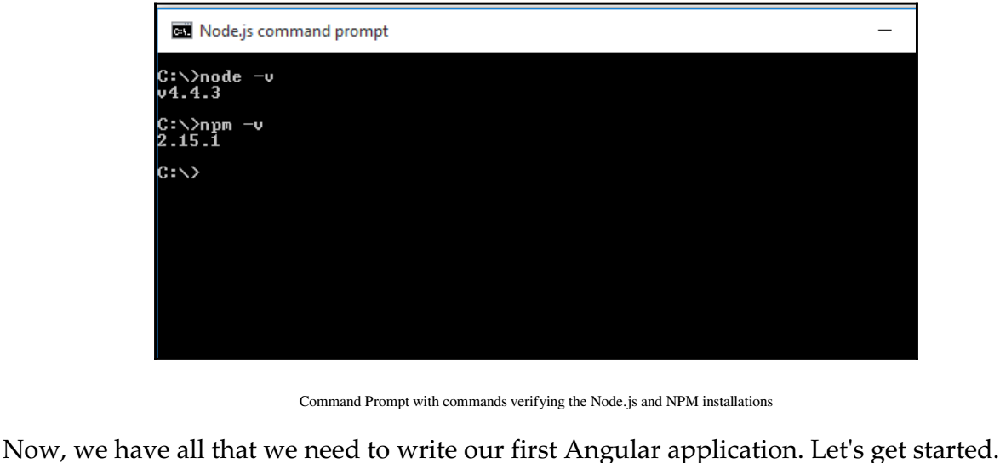 Node.js command prompt
C:\>node -v
v4.4.3
C:\>npm -v
2.15.1
C:\>
Command Prompt with commands verifying the Node.js and NPM installations
Now, we have all that we need to write our first Angular application. Let's get started.